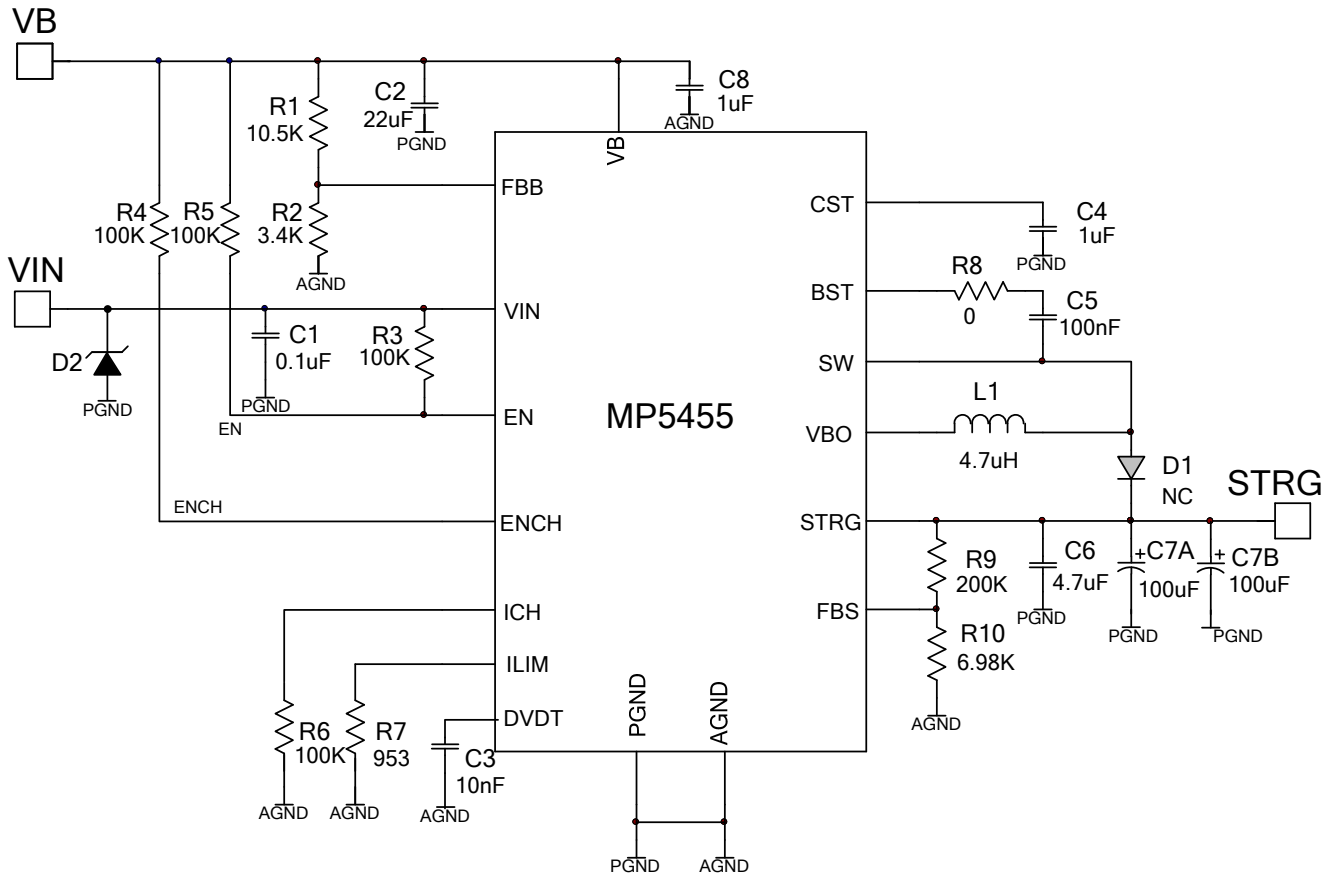 VB
C2
22uF
PGND
C8
1uF
AGND
R1
10.5K
VB
FBB
R4
100K
R5
100K
R2
3.4K
AGND
CST
C4
1uF
PGND
VIN
VIN
R8
0
BST
C5
100nF
D2
PGND
C1
0.1uF
PGND
R3
100K
SW
EN
EN
MP5455
L1
4.7uH
VBO
D1
NC
STRG
ENCH
ENCH
STRG
R9
200K
C6
4.7uF
PGND
+
C7A
100uF
PGND
+
C7B
100uF
PGND
ICH
FBS
R10
6.98K
AGND
ILIM
DVDT
PGND
AGND
R6
100K
AGND
R7
953
AGND
C3
10nF
AGND
PGND
AGND